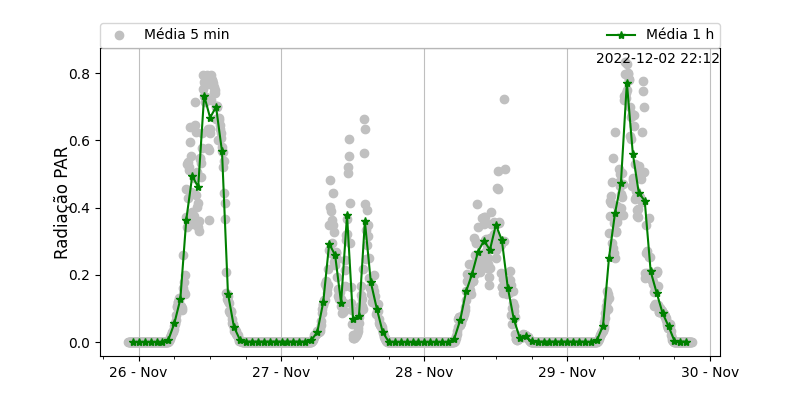 Média 5 min
Média 1 h
2022-12-02 22:12
Radiação PAR
0.8
0.6
0.4
0.2
0.0
26 - Nov
27 - Nov
28 - Nov
29 - Nov
30 - Nov